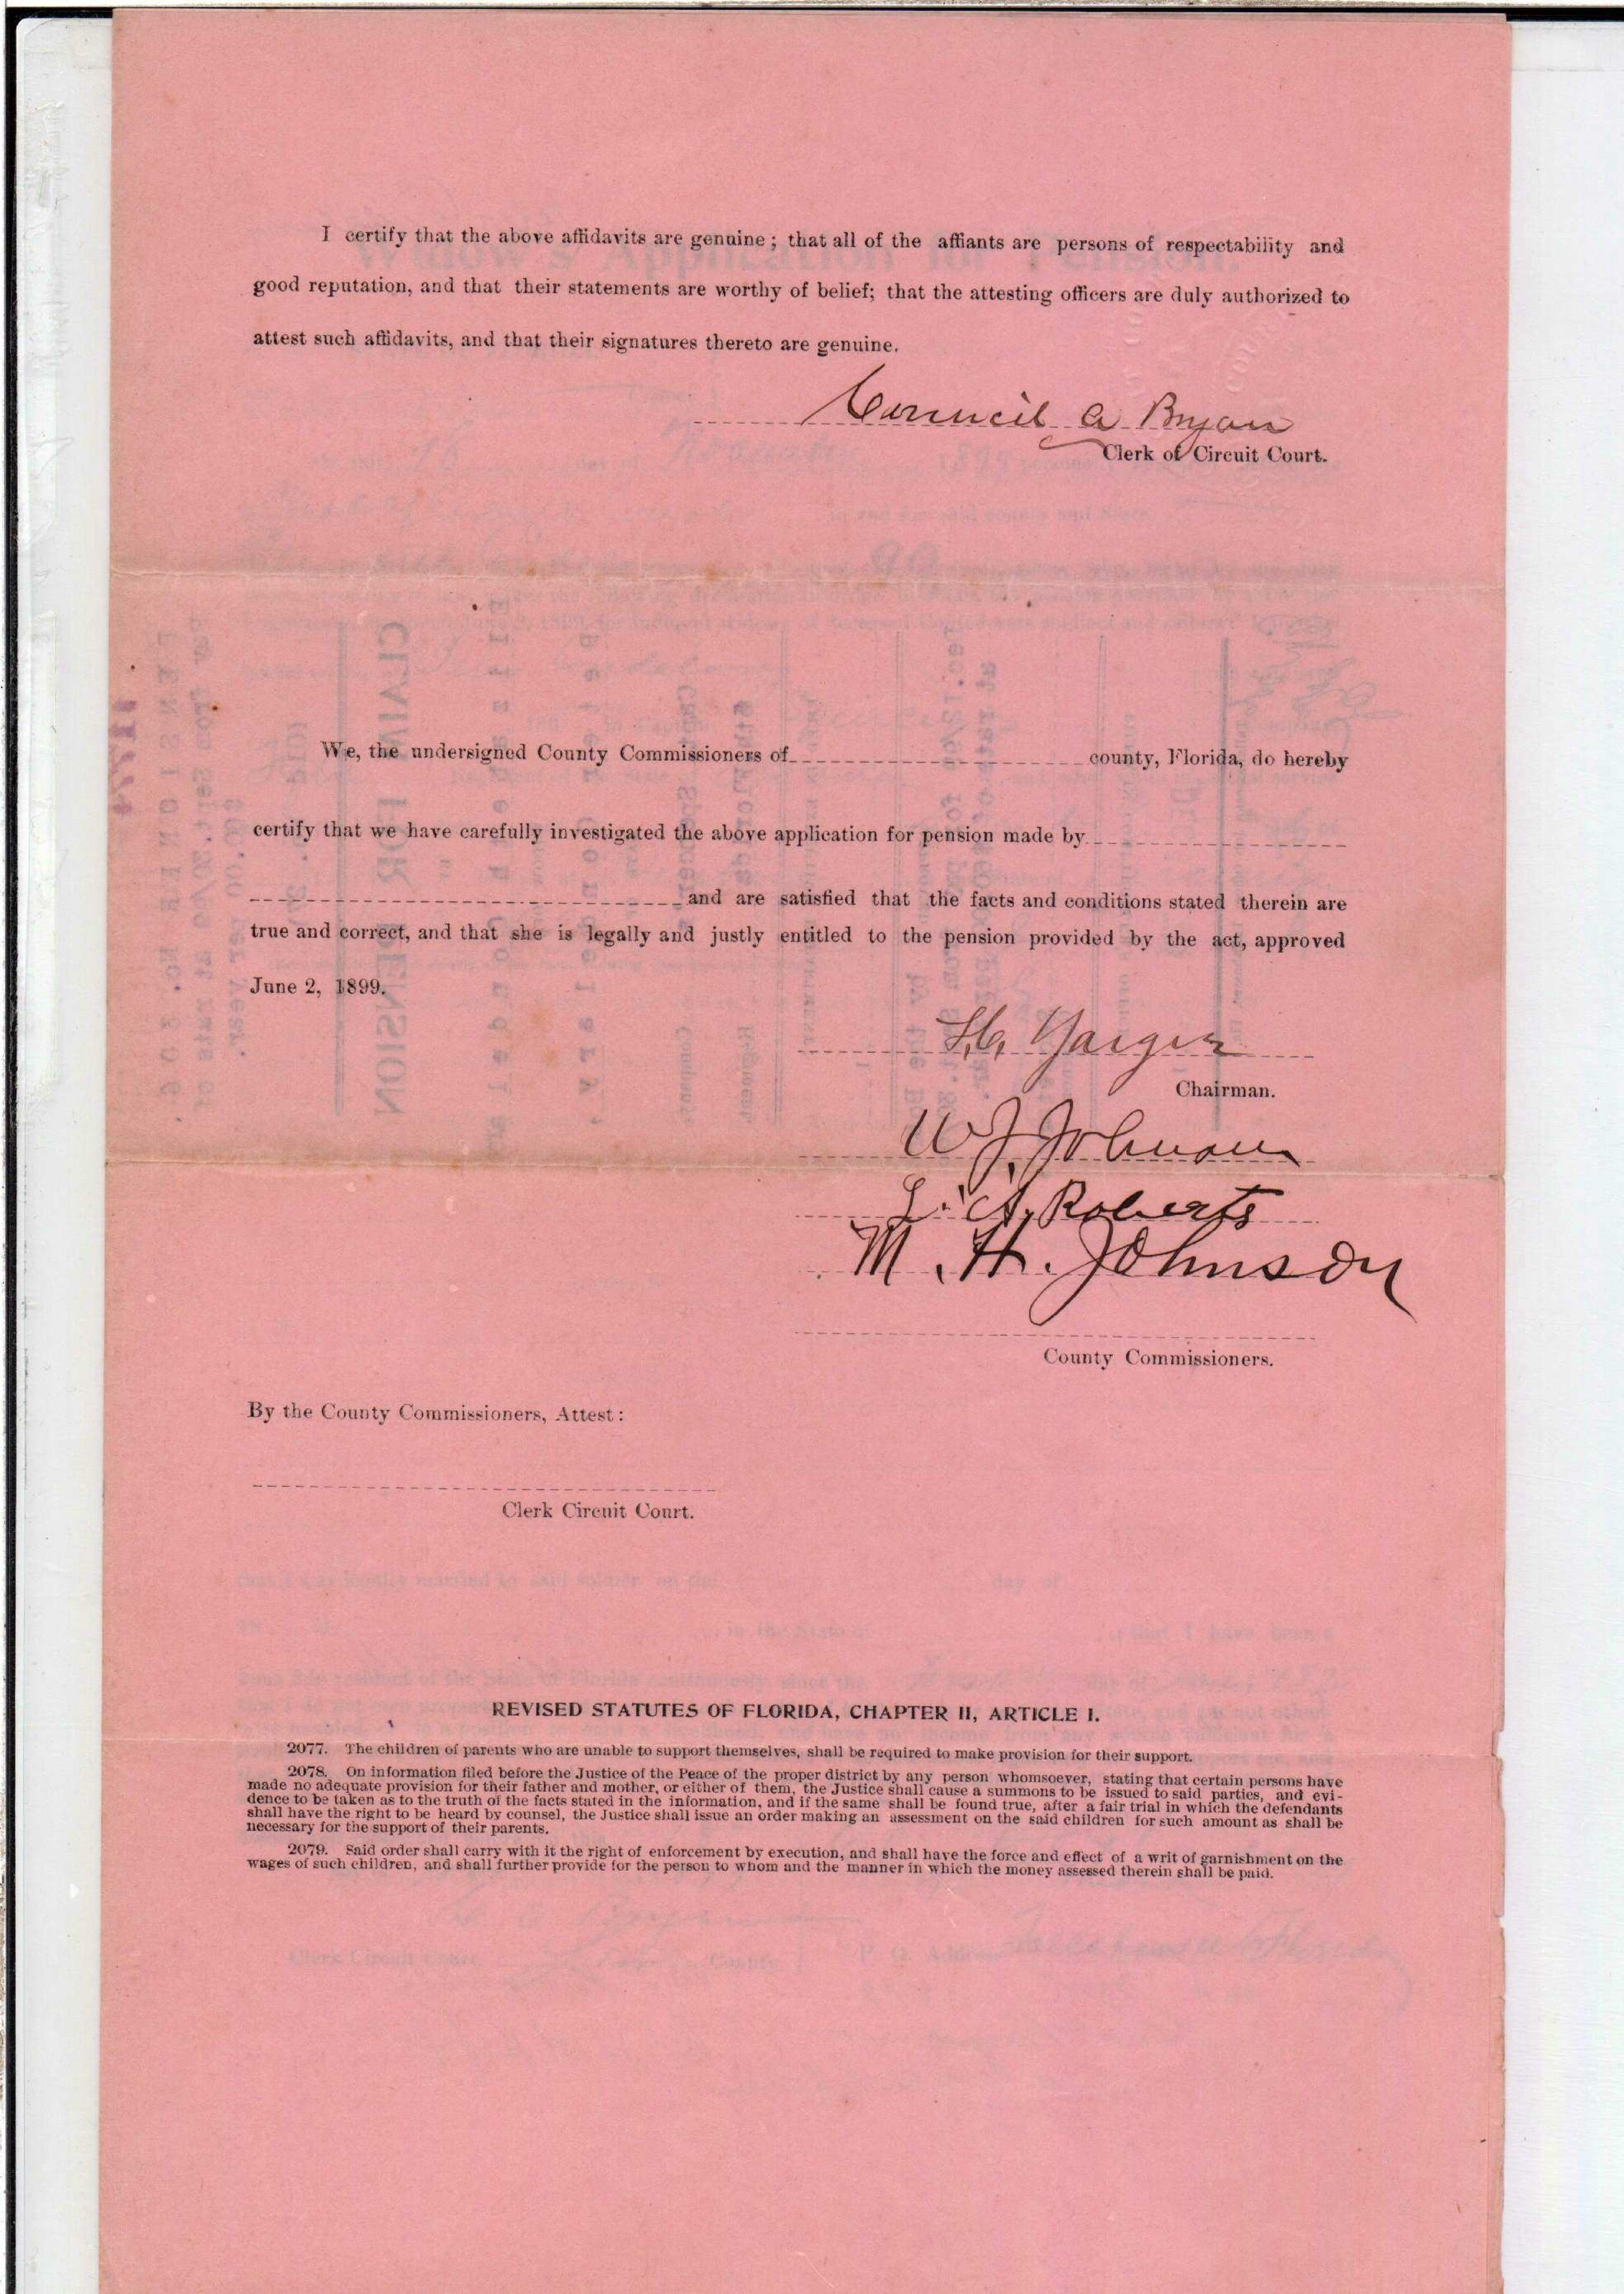 I certify that the above affidavits are genuine; that all of the affiants are persons of respectability and
good reputation, and that their statements are worthy of belief; that the attesting officers are duly authorized to
attest such affidavits, and that their signatures thereto are genuine.
Council A Bryan
Clerk of Circuit Court.
We, the undersigned County Commissioners of county, Florida, do hereby
certify that we have carefully investigated the above application for pension made by
and are satisfied that the facts and conditions stated therein are
true and correct, and that she is legally and justly entitled to the pension provided by the act, approved
June 2, 1899.
Yaeger
Chairman.
W J. Johnson
L. A. Roberts
M. H. Johnson
County Commissioners.
By the County Commissioners, Attest:
Clerk Circuit Court.
REVISED STATUTES OF FLORIDA, CHAPTER II, ARTICLE I.
2077. The children of parents who are unable to support themselves, shall be required to make provision for their support.
2078. On information filed before the Justice of the Peace of the proper district by any person whomsoever, stating that certain persons have
made no adequate provision for their father and mother, or either of them, the Justice shall cause a summons to be issued to said parties, and evi-
dence to be taken as to the truth of the facts stated in the information, and if the same shall be found true, after a fair trial in which the defendants
shall have the right to be heard by counsel, the Justice shall issue an order making an assessment on the said children for such amount as shall be
necessary for the support of their parents.
2079. Said order shall carry with it the right of enforcement by execution, and shall have the force and effect of a writ of garnishment on the
wages of such children, and shall further provide for the person to whom and the manner in which the money assessed therein shall be paid.